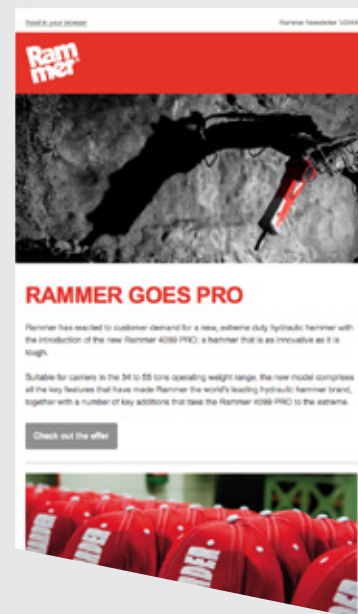 Read in your browser
Rammer Newsletter
Ram
mer
RAMMER GOES PRO
Rammer has reacted to customer demand for a new, extreme duty hydraulic hammer with
the introduction of the new Rammer 4099 PRO; a hammer that is as innovative as it is
tough.
Suitable for carriers in the 34 to 55 tons operating weight range, the new model comprises
all the key features that have made Rammer the world's leading hydraulic hammer brand,
together with a number of key additions that take the Rammer 4099 PRO to the extreme.
Check out the offer